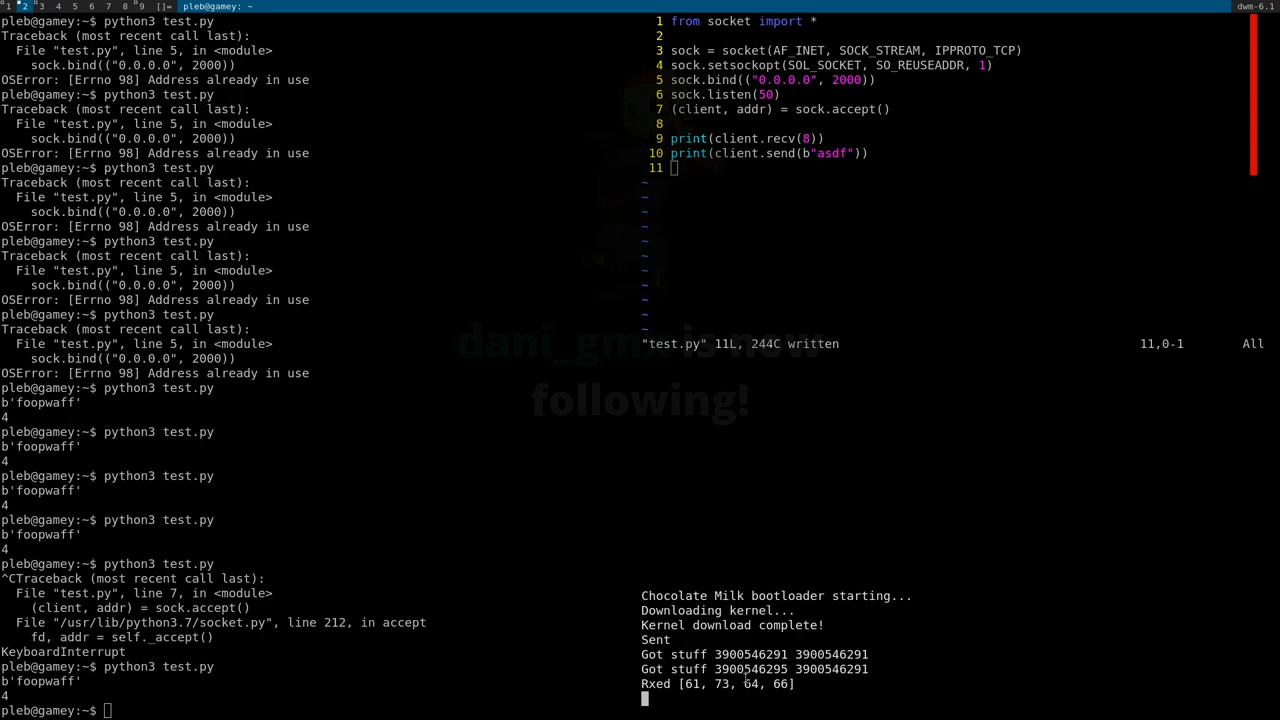 1 2 3 4 5 6 7 8 9 []= pleb@gamey: ~ dwm-6.1
pleb@gamey:~$ python3 test.py
Traceback (most recent call last):
  File "test.py", line 5, in <module>
    sock.bind(("0.0.0.0", 2000))
OSError: [Errno 98] Address already in use
pleb@gamey:~$ python3 test.py
Traceback (most recent call last):
  File "test.py", line 5, in <module>
    sock.bind(("0.0.0.0", 2000))
OSError: [Errno 98] Address already in use
pleb@gamey:~$ python3 test.py
Traceback (most recent call last):
  File "test.py", line 5, in <module>
    sock.bind(("0.0.0.0", 2000))
OSError: [Errno 98] Address already in use
pleb@gamey:~$ python3 test.py
Traceback (most recent call last):
  File "test.py", line 5, in <module>
    sock.bind(("0.0.0.0", 2000))
OSError: [Errno 98] Address already in use
pleb@gamey:~$ python3 test.py
Traceback (most recent call last):
  File "test.py", line 5, in <module>
    sock.bind(("0.0.0.0", 2000))
OSError: [Errno 98] Address already in use
pleb@gamey:~$ python3 test.py
b'foopwaff'
4
pleb@gamey:~$ python3 test.py
b'foopwaff'
4
pleb@gamey:~$ python3 test.py
b'foopwaff'
4
pleb@gamey:~$ python3 test.py
b'foopwaff'
4
pleb@gamey:~$ python3 test.py
^CTraceback (most recent call last):
  File "test.py", line 7, in <module>
    (client, addr) = sock.accept()
  File "/usr/lib/python3.7/socket.py", line 212, in accept
    fd, addr = self._accept()
KeyboardInterrupt
pleb@gamey:~$ python3 test.py
b'foopwaff'
4
pleb@gamey:~$
1 from socket import *
2
3 sock = socket(AF_INET, SOCK_STREAM, IPPROTO_TCP)
4 sock.setsockopt(SOL_SOCKET, SO_REUSEADDR, 1)
5 sock.bind(("0.0.0.0", 2000))
6 sock.listen(50)
7 (client, addr) = sock.accept()
8
9 print(client.recv(8))
10 print(client.send(b"asdf"))
11
~
~
~
~
~
~
~
~
~
~
~
"test.py" 11L, 244C written 11,0-1 All
dani_gmx is now
following!
Chocolate Milk bootloader starting...
Downloading kernel...
Kernel download complete!
Sent
Got stuff 3900546291 3900546291
Got stuff 3900546295 3900546291
Rxed [61, 73, 64, 66]